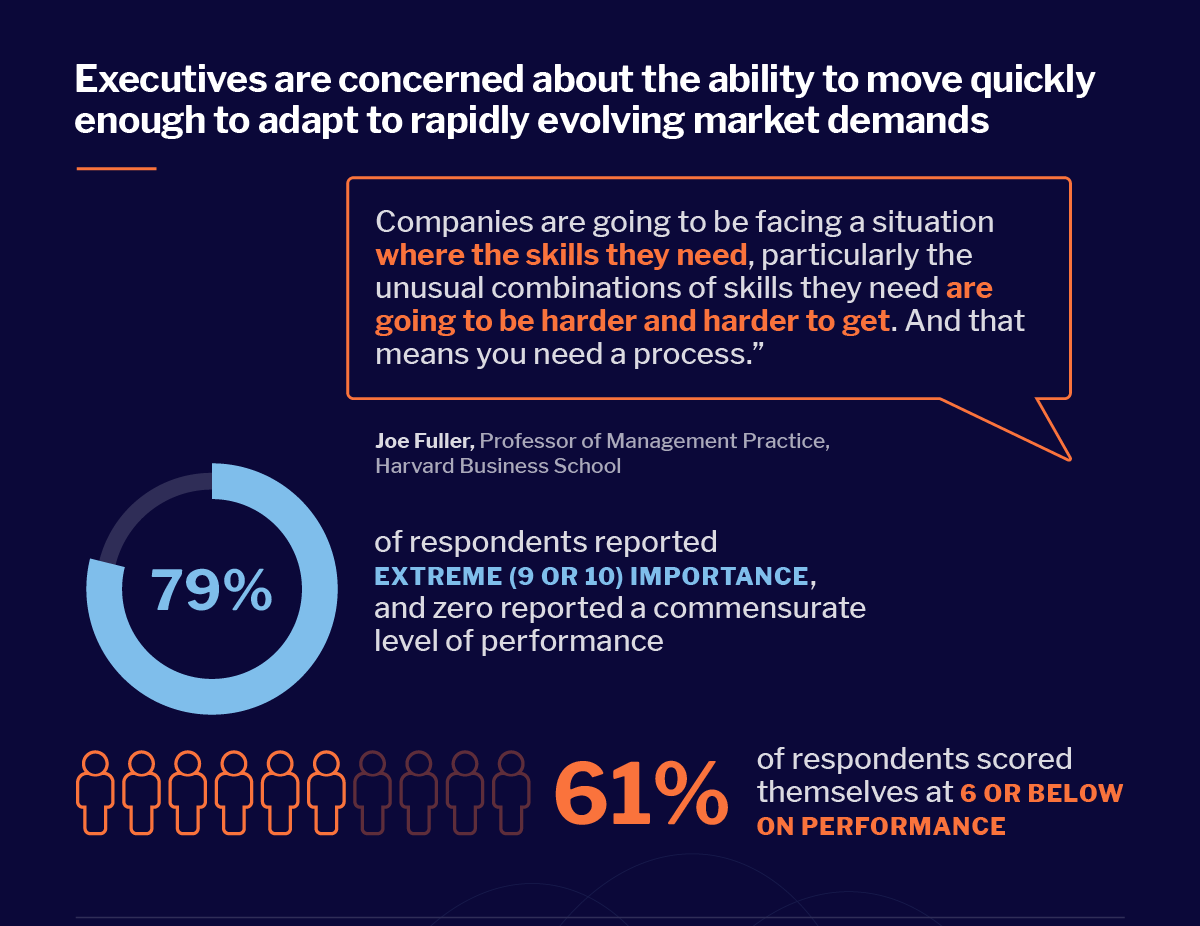 Executives are concerned about the ability to move quickly
enough to adapt to rapidly evolving market demands
Companies are going to be facing a situation
where the skills they need, particularly the
unusual combinations of skills they need are
going to be harder and harder to get. And that
means you need a process.”
Joe Fuller, Professor of Management Practice,
Harvard Business School
79%
of respondents reported
EXTREME (9 OR 10) IMPORTANCE,
and zero reported a commensurate
level of performance
61%
of respondents scored
themselves at 6 OR BELOW
ON PERFORMANCE